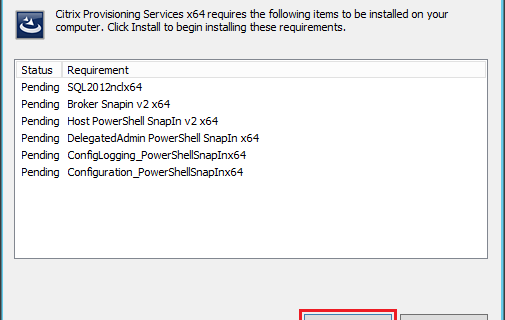 Citrix Provisioning Services x64 requires the following items to be installed on your
computer. Click Install to begin installing these requirements.
Status Requirement
Pending SQL2012nclx64
Pending Broker Snapin v2 x64
Pending Host PowerShell SnapIn v2 x64
Pending DelegatedAdmin PowerShell SnapIn x64
Pending ConfigLogging_PowerShellSnapInx64
Pending Configuration_PowerShellSnapInx64